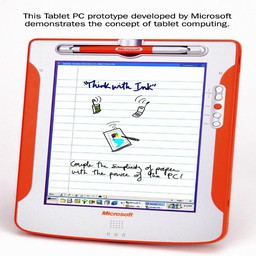 This Tablet PC prototype developed by Microsoft
demonstrates the concept of tablet computing.
"Think with Ink"
Couple the simplicity of paper
with the power of the PC!
Microsoft